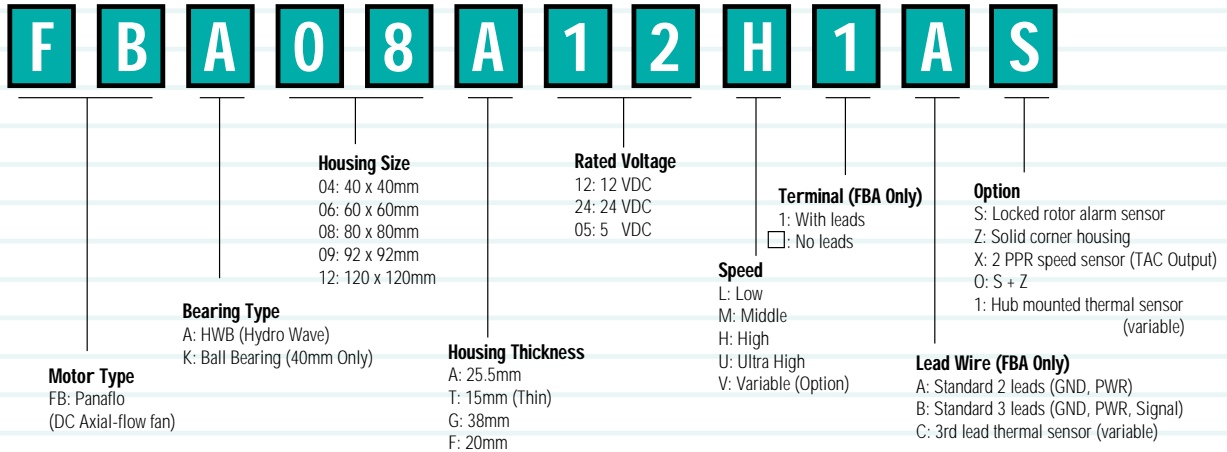 F B A 0 8 A 1 2 H 1 A S
Motor Type
FB: Panaflo
(DC Axial-flow fan)
Bearing Type
A: HWB (Hydro Wave)
K: Ball Bearing (40mm Only)
Housing Size
04: 40 x 40mm
06: 60 x 60mm
08: 80 x 80mm
09: 92 x 92mm
12: 120 x 120mm
Housing Thickness
A: 25.5mm
T: 15mm (Thin)
G: 38mm
F: 20mm
Rated Voltage
12: 12 VDC
24: 24 VDC
05: 5 VDC
Speed
L: Low
M: Middle
H: High
U: Ultra High
V: Variable (Option)
Terminal (FBA Only)
1: With leads
□: No leads
Lead Wire (FBA Only)
A: Standard 2 leads (GND, PWR)
B: Standard 3 leads (GND, PWR, Signal)
C: 3rd lead thermal sensor (variable)
Option
S: Locked rotor alarm sensor
Z: Solid corner housing
X: 2 PPR speed sensor (TAC Output)
O: S + Z
1: Hub mounted thermal sensor
(variable)